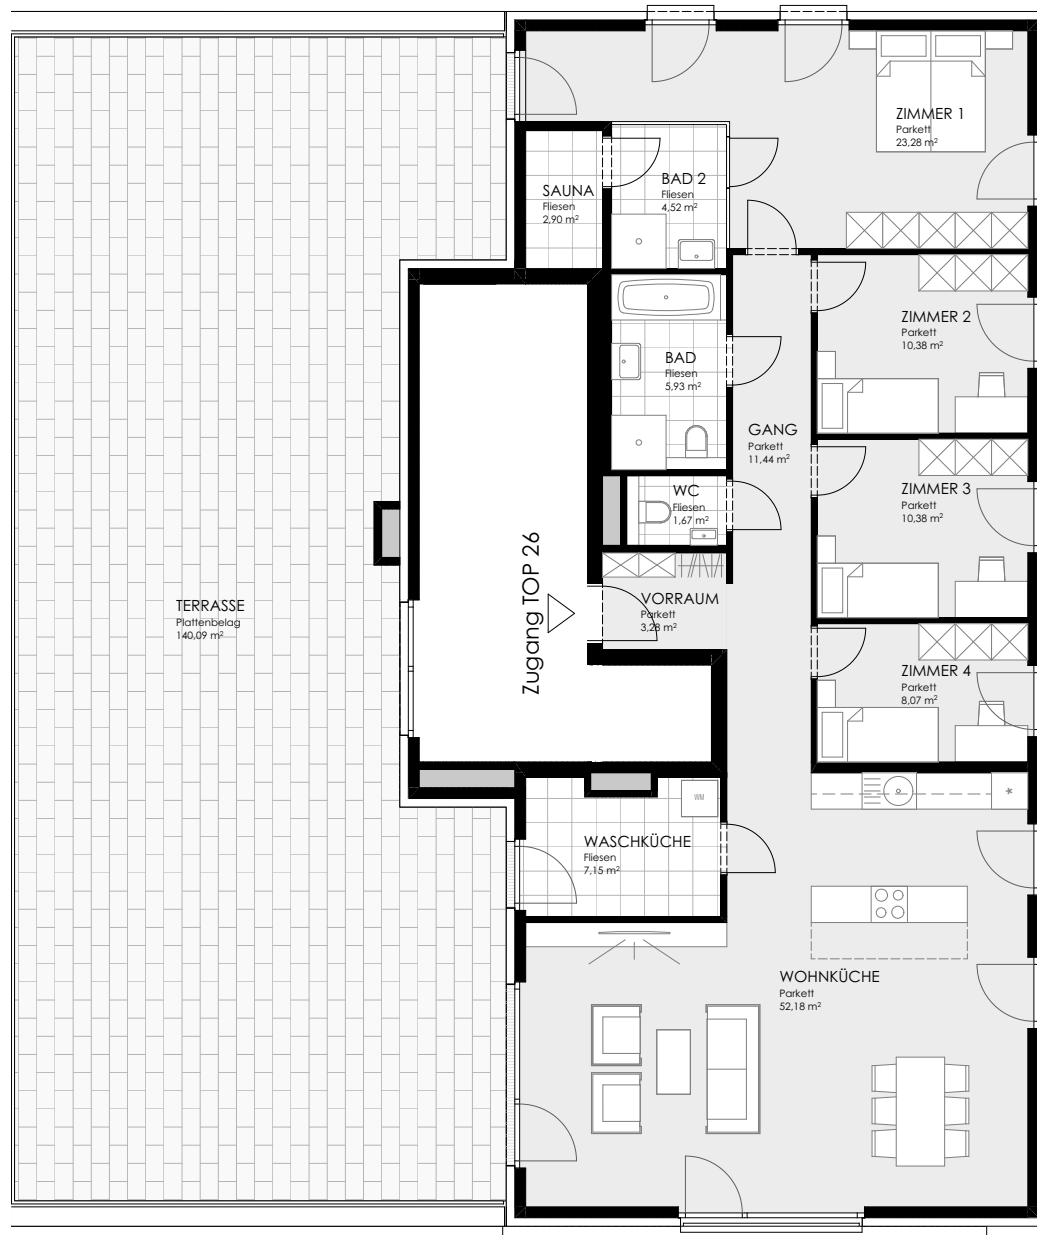 ZIMMER 1
Parkett
23,28 m²
SAUNA
Fliesen
2,90 m²
BAD 2
Fliesen
4,52 m²
ZIMMER 2
Parkett
10,38 m²
BAD
Fliesen
5,93 m²
GANG
Parkett
11,44 m²
ZIMMER 3
Parkett
10,38 m²
WC
Fliesen
1,67 m²
Zugang TOP 26
VORRAUM
Parkett
3,28 m²
TERRASSE
Plattenbelag
140,09 m²
ZIMMER 4
Parkett
8,07 m²
WM
*
WASCHKÜCHE
Fliesen
7,15 m²
WOHNKÜCHE
Parkett
52,18 m²